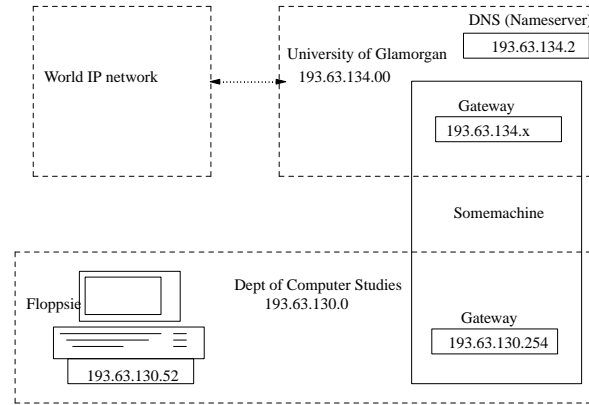 DNS (Nameserver)
193.63.134.2
University of Glamorgan
193.63.134.00
World IP network
Gateway
193.63.134.x
Somemachine
Dept of Computer Studies
193.63.130.0
Floppsie
Gateway
193.63.130.254
193.63.130.52